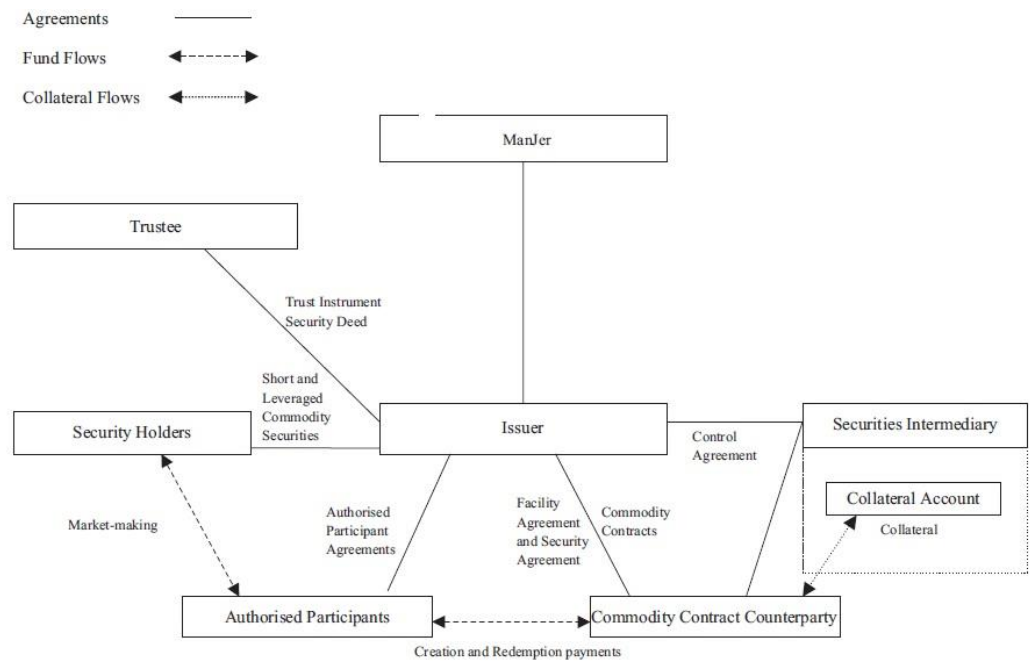 Agreements
Fund Flows
Collateral Flows
ManJer
Trustee
Trust Instrument
Security Deed
Short and
Leveraged
Commodity
Securities
Security Holders
Issuer
Securities Intermediary
Control
Agreement
Collateral Account
Collateral
Market-making
Authorised
Participant
Agreements
Facility
Agreement
and Security
Agreement
Commodity
Contracts
Authorised Participants
Commodity Contract Counterparty
Creation and Redemption payments